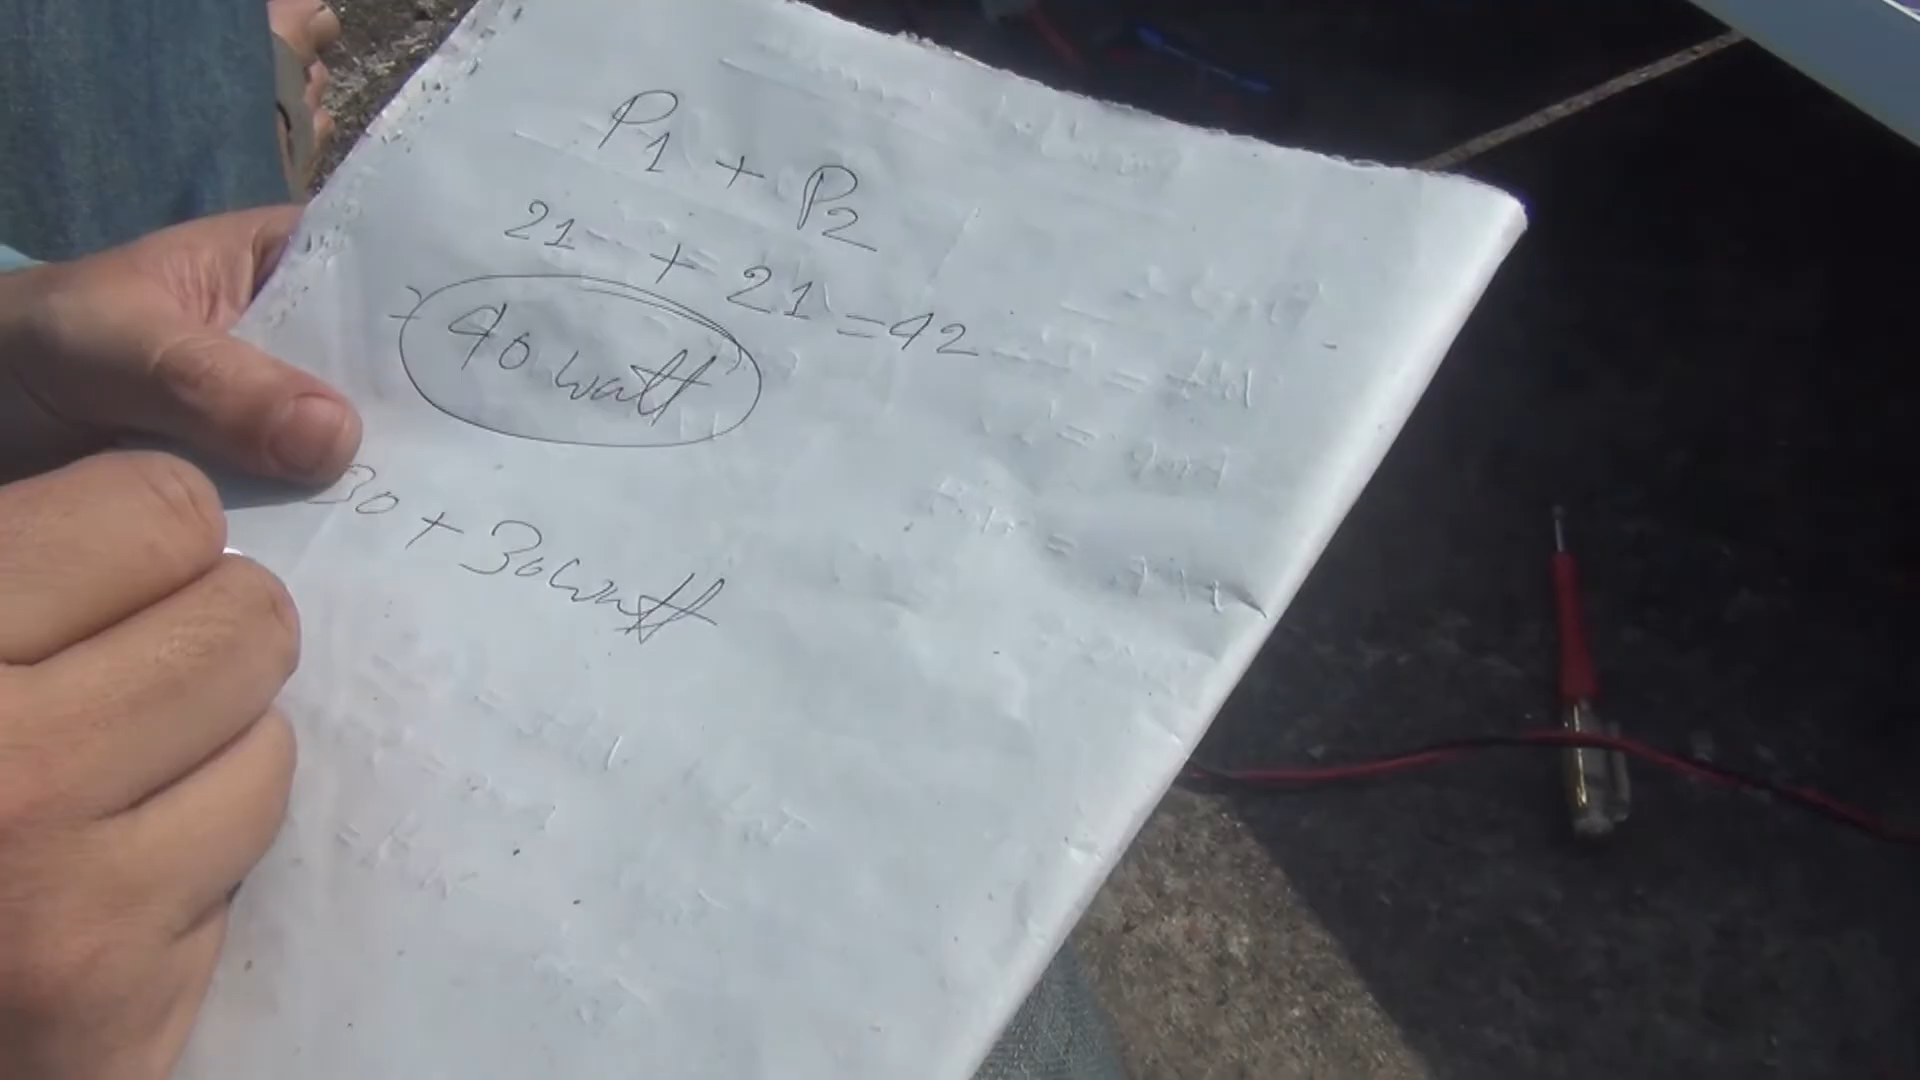 P1 + P2
21 + 21 = 42
= 40 watt
30 + 30 watt